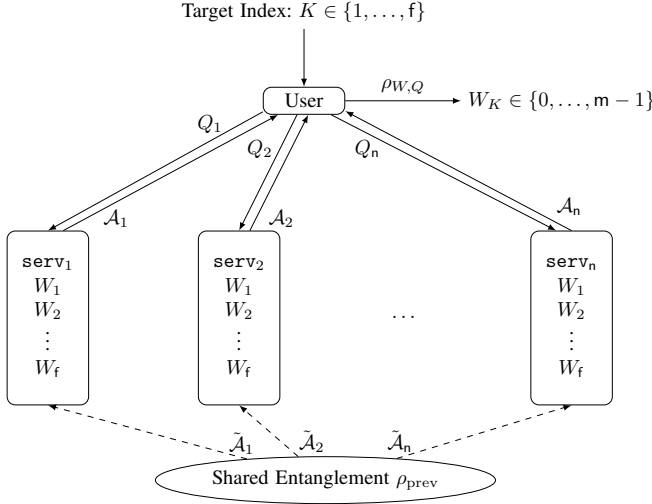 Target Index: K ∈ {1, . . . , f}
User
ρ_{W,Q}
W_K ∈ {0, . . . , m − 1}
Q_1
Q_2
Q_n
𝒜_1
𝒜_2
𝒜_n
serv_1
W_1
W_2
⋮
W_f
serv_2
W_1
W_2
⋮
W_f
. . .
serv_n
W_1
W_2
⋮
W_f
𝒜̃_1
𝒜̃_2
𝒜̃_n
Shared Entanglement ρ_prev